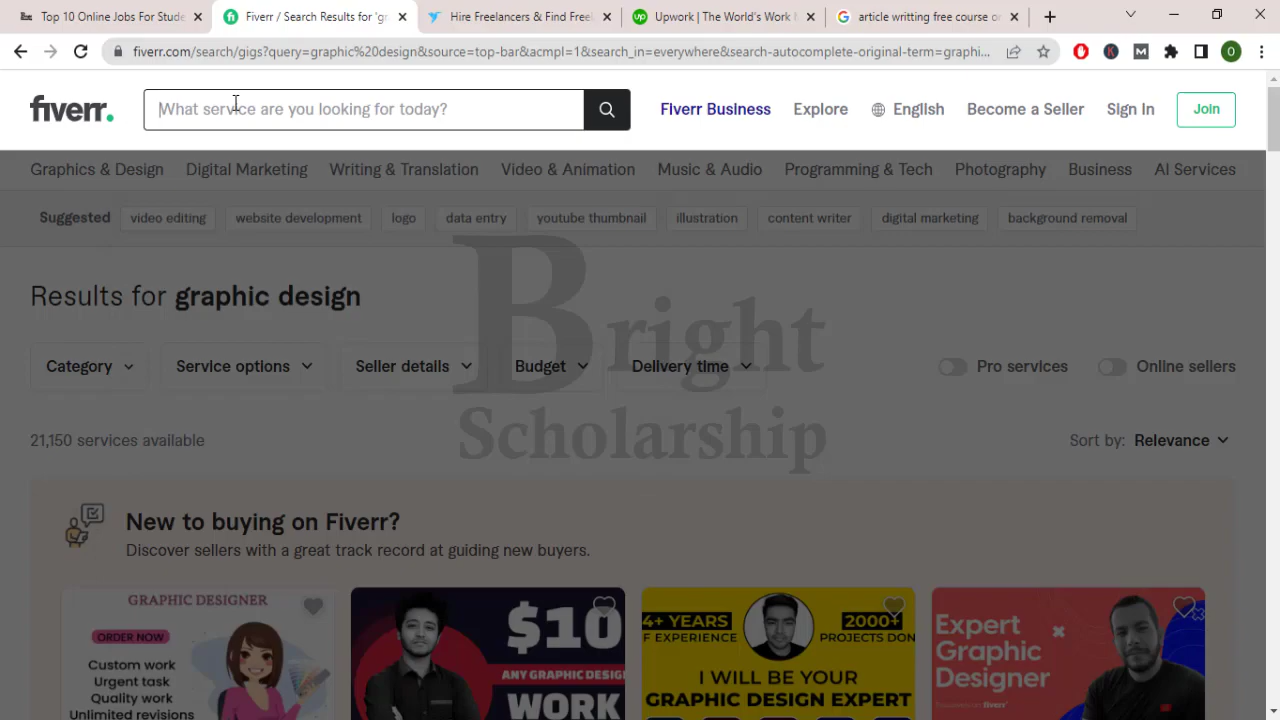 Top 10 Online Jobs For Stude
Fiverr / Search Results for 'gr
Hire Freelancers & Find Free
Upwork | The World's Work M
article writting free course or
fiverr.com/search/gigs?query=graphic%20design&source=top-bar&acmpl=1&search_in=everywhere&search-autocomplete-original-term=graphi...
fiverr.
What service are you looking for today?
Fiverr Business
Explore
English
Become a Seller
Sign In
Join
Graphics & Design
Digital Marketing
Writing & Translation
Video & Animation
Music & Audio
Programming & Tech
Photography
Business
AI Services
Suggested
video editing
website development
logo
data entry
youtube thumbnail
illustration
content writer
digital marketing
background removal
Results for graphic design
Bright
Scholarship
Category
Service options
Seller details
Budget
Delivery time
Pro services
Online sellers
21,150 services available
Sort by: Relevance
New to buying on Fiverr?
Discover sellers with a great track record at guiding new buyers.
GRAPHIC DESIGNER
ORDER NOW
Custom work
Urgent task
Quality work
Unlimited revisions
$10
ANY GRAPHIC DESIGN
WORK
4+ YEARS
F EXPERIENCE
2000+
PROJECTS DON
I WILL BE YOUR
GRAPHIC DESIGN EXPERT
Expert
Graphic
Designer